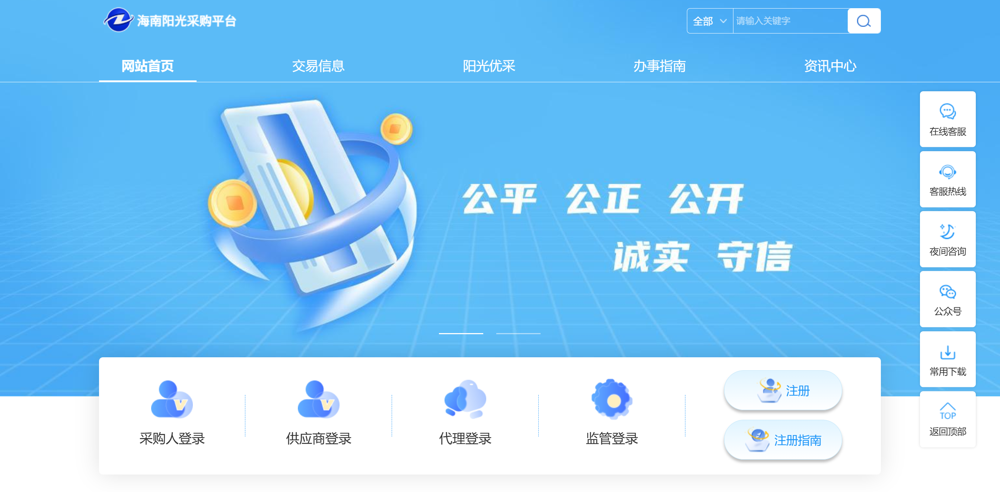 海南阳光采购平台
全部 请输入关键字
网站首页 交易信息 阳光优采 办事指南 资讯中心
公平 公正 公开
诚实 守信
在线客服
客服热线
夜间咨询
公众号
常用下载
TOP
返回顶部
采购人登录 供应商登录 代理登录 监管登录
注册
注册指南